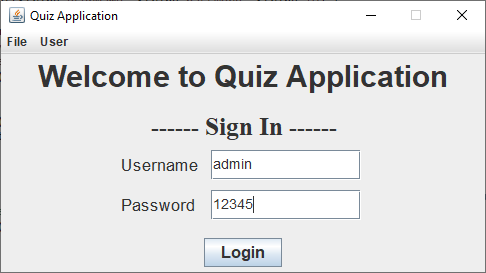 Quiz Application
File User
Welcome to Quiz Application
------ Sign In ------
Username admin
Password 12345
Login